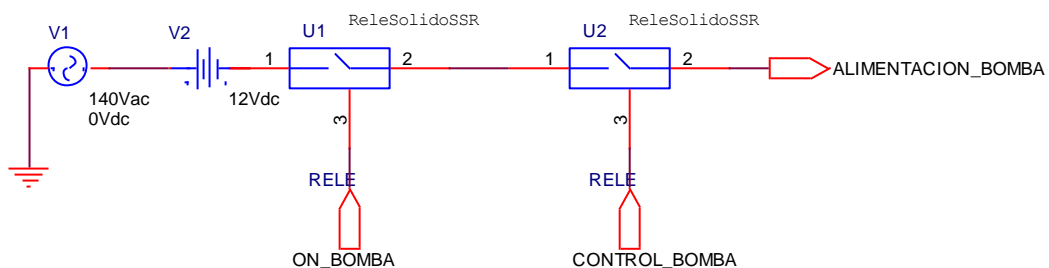 V1
V2
U1
ReleSolidoSSR
U2
ReleSolidoSSR
1
2
1
2
ALIMENTACION_BOMBA
140Vac
0Vdc
12Vdc
3
3
RELE
RELE
ON_BOMBA
CONTROL_BOMBA